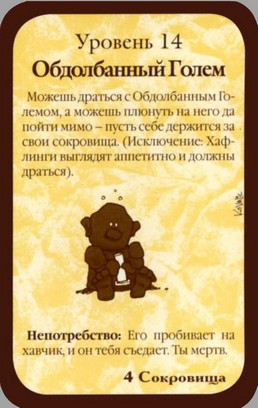 Уровень 14
Обдолбанный Голем
Можешь драться с Обдолбанным Го-
лемом, а можешь плюнуть на него да
пойти мимо – пусть себе держится за
свои сокровища. (Исключение: Хаф-
линги выглядят аппетитно и должны
драться).
Непотребство: Его пробивает на
хавчик, и он тебя съедает. Ты мертв.
4 Сокровища